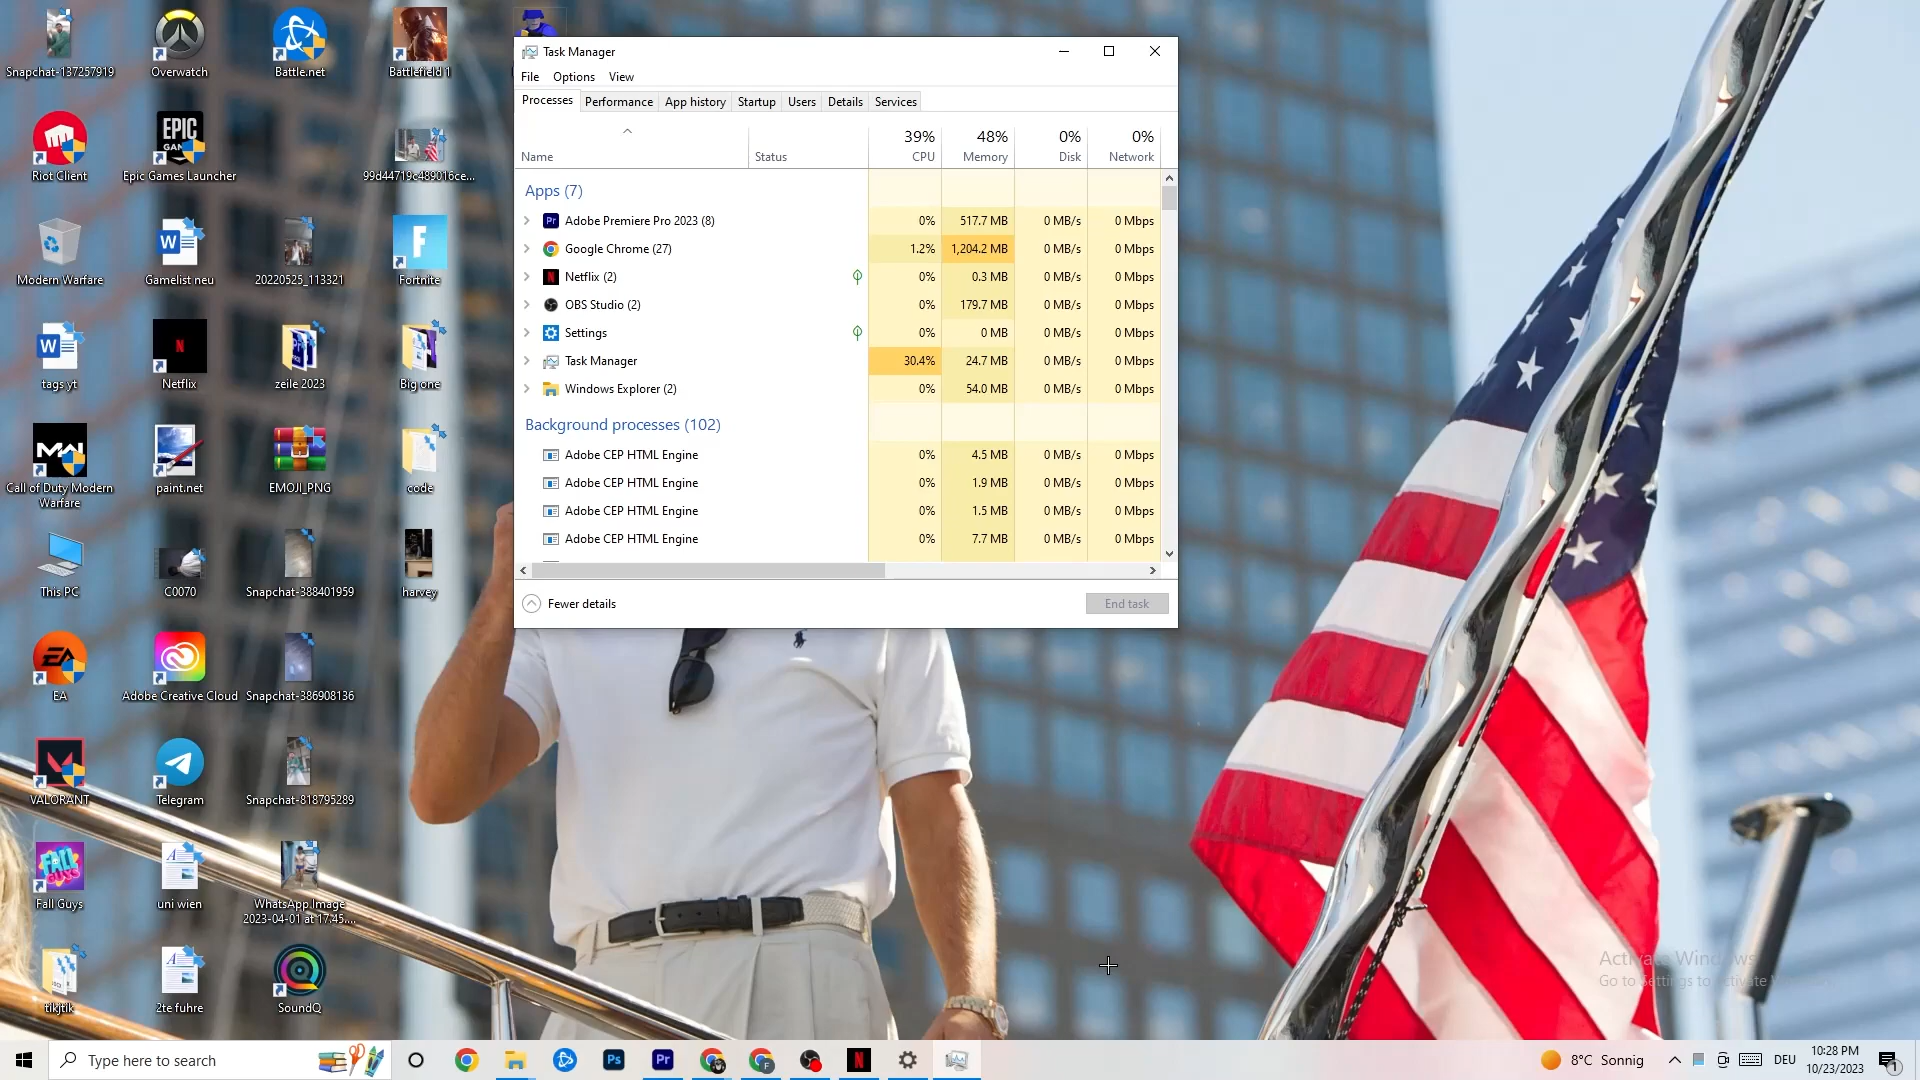 Snapchat-137257919
Overwatch
Battle.net
Battlefield 1
Riot Client
EPIC
Epic Games Launcher
99d44719c489016ce...
Modern Warfare
Gamelist neu
20220525_113321
Fortnite
tags yt
Netflix
zeile 2023
Big one
Call of Duty Modern
Warfare
paint.net
EMOJI_PNG
code
This PC
C0070
Snapchat-388401959
harvey
EA
Adobe Creative Cloud
Snapchat-386908136
VALORANT
Telegram
Snapchat-818795289
FALL GUYS
Fall Guys
uni wien
WhatsApp Image
2023-04-01 at 17.45....
tikjtik
2te fuhre
SoundQ
Task Manager
File Options View
Processes Performance App history Startup Users Details Services
39% 48% 0% 0%
Name Status CPU Memory Disk Network
Apps (7)
Adobe Premiere Pro 2023 (8) 0% 517.7 MB 0 MB/s 0 Mbps
Google Chrome (27) 1.2% 1,204.2 MB 0 MB/s 0 Mbps
Netflix (2) 0% 0.3 MB 0 MB/s 0 Mbps
OBS Studio (2) 0% 179.7 MB 0 MB/s 0 Mbps
Settings 0% 0 MB 0 MB/s 0 Mbps
Task Manager 30.4% 24.7 MB 0 MB/s 0 Mbps
Windows Explorer (2) 0% 54.0 MB 0 MB/s 0 Mbps
Background processes (102)
Adobe CEP HTML Engine 0% 4.5 MB 0 MB/s 0 Mbps
Adobe CEP HTML Engine 0% 1.9 MB 0 MB/s 0 Mbps
Adobe CEP HTML Engine 0% 1.5 MB 0 MB/s 0 Mbps
Adobe CEP HTML Engine 0% 7.7 MB 0 MB/s 0 Mbps
Fewer details End task
Activate Windows
Go to Settings to activate
Type here to search
8°C Sonnig
DEU
10:28 PM
10/23/2023